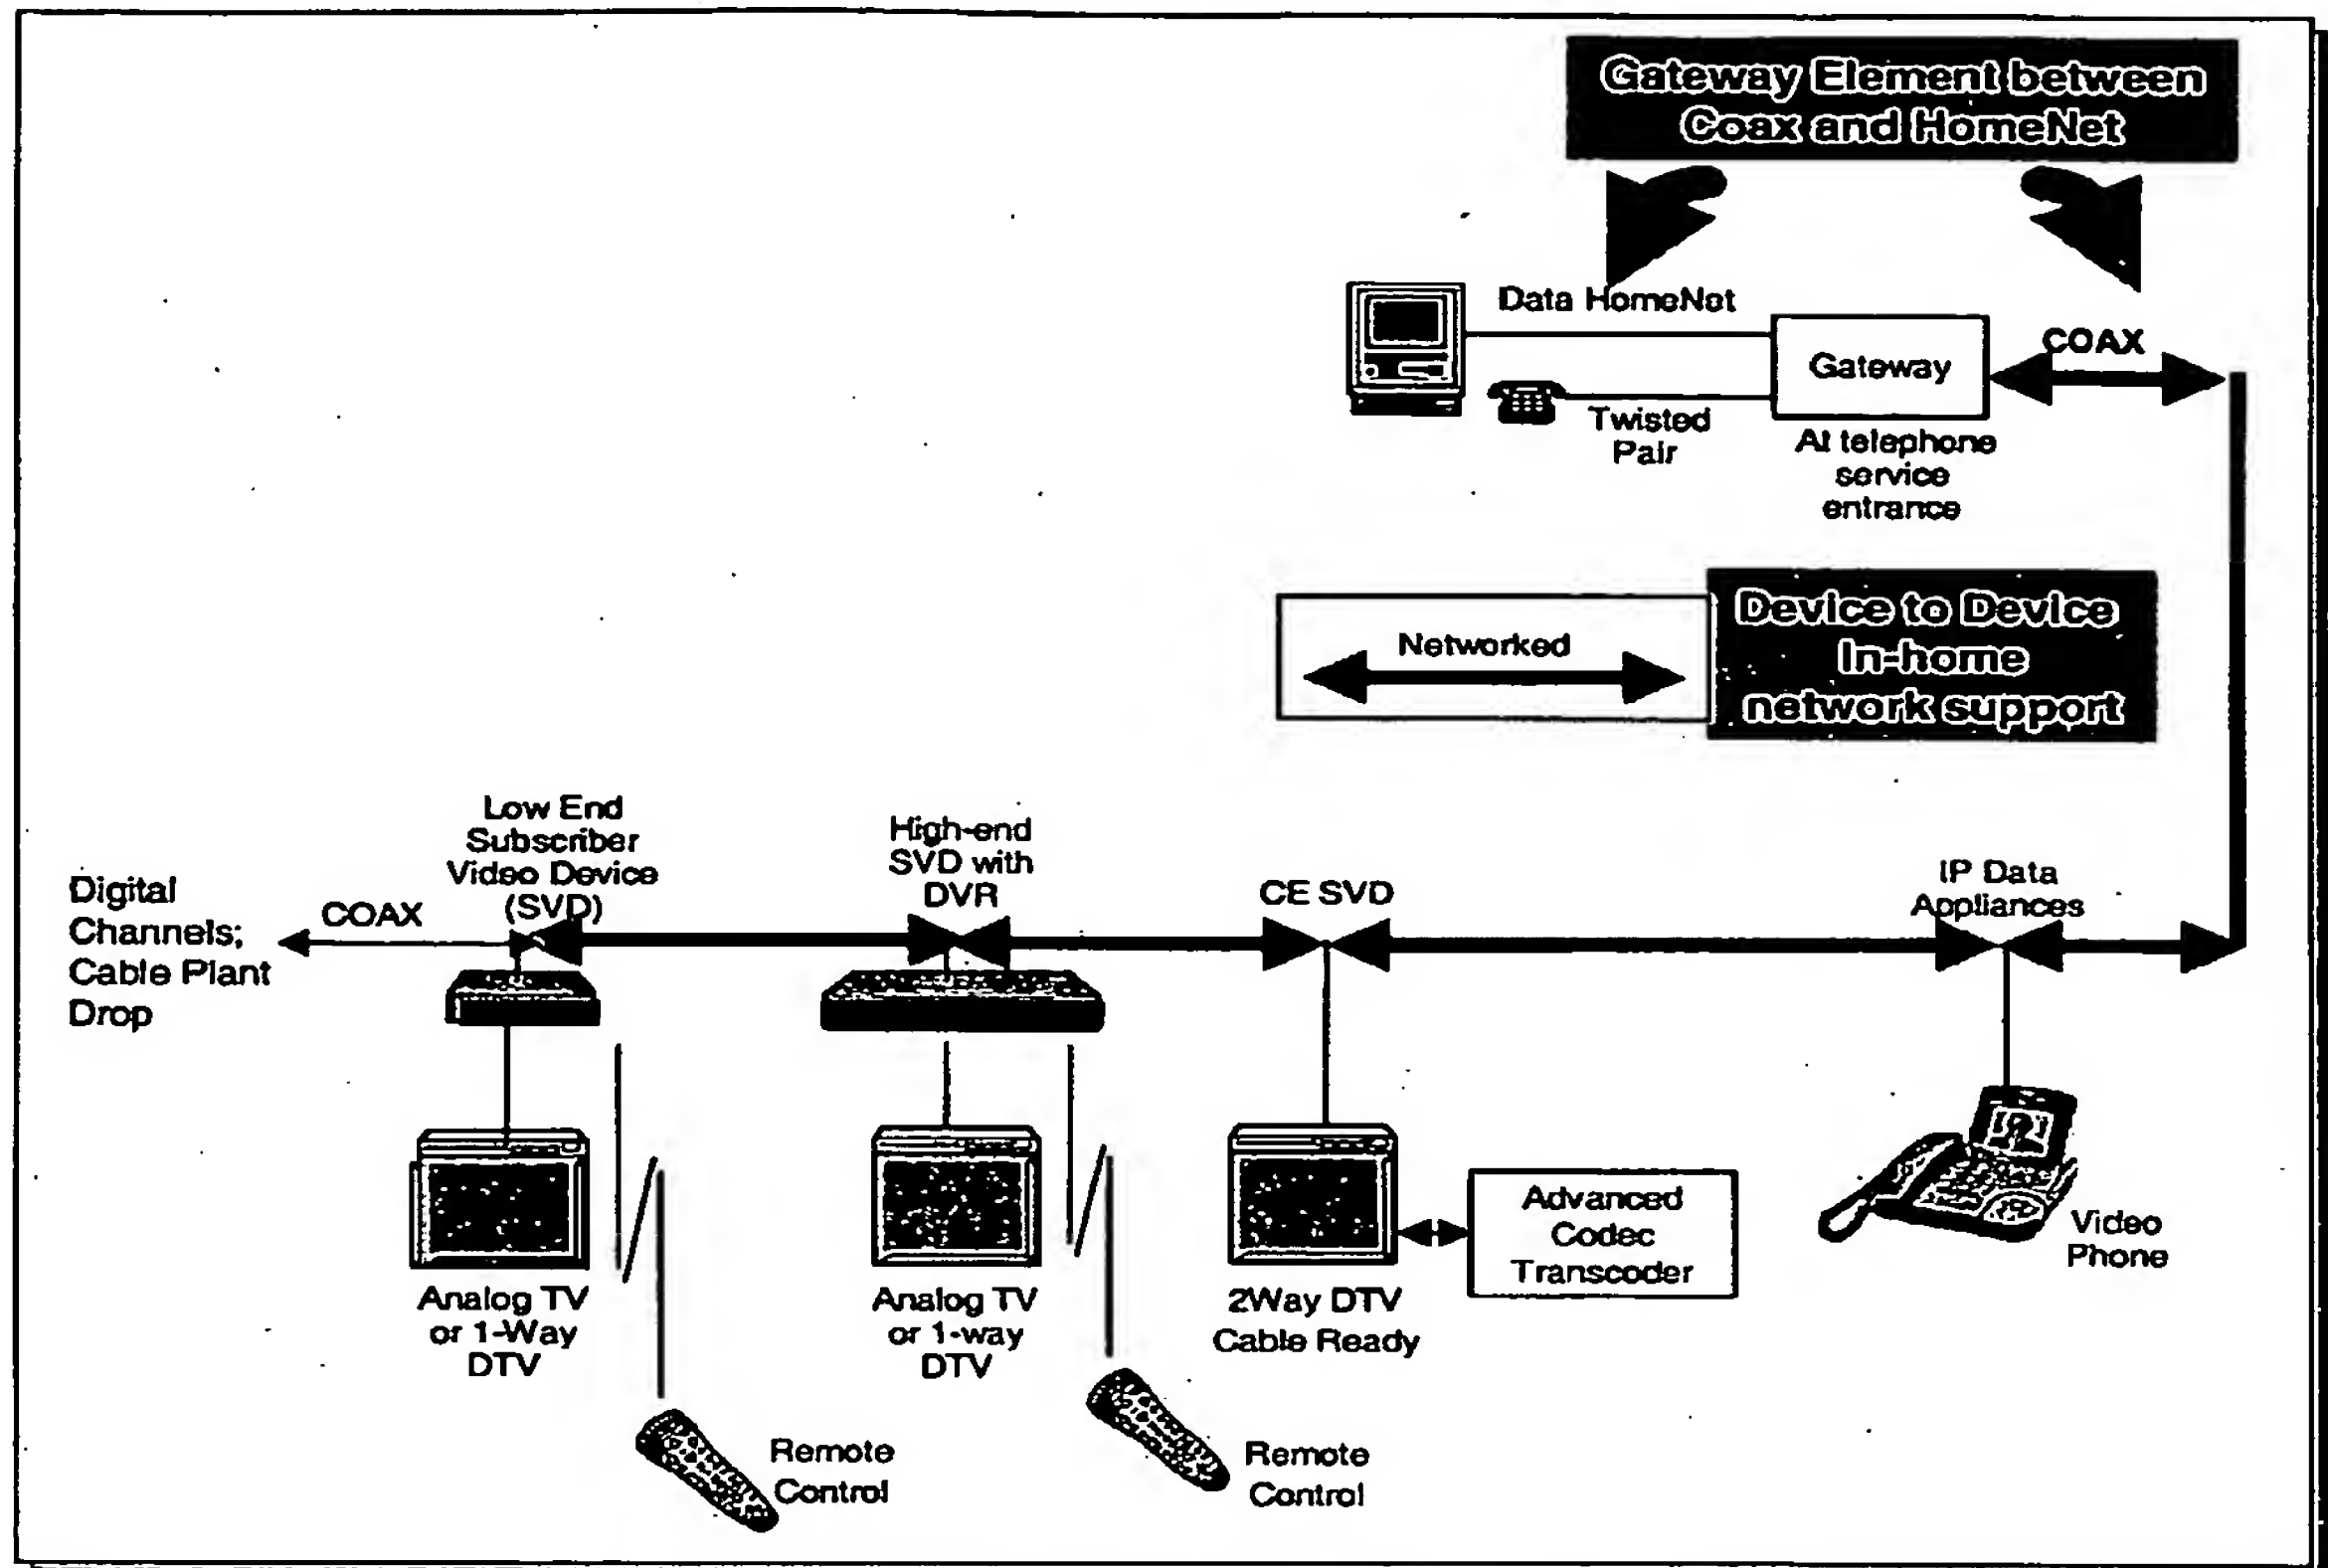 Gateway Element between
Coax and HomeNet
Data HomeNet
Gateway
COAX
Twisted
Pair
At telephone
service
entrance
Networked
Device to Device
In-home
network support
Digital
Channels;
Cable Plant
Drop
COAX
Low End
Subscriber
Video Device
(SVD)
High-end
SVD with
DVR
CE SVD
IP Data
Appliances
Analog TV
or 1-Way
DTV
Analog TV
or 1-way
DTV
2Way DTV
Cable Ready
Advanced
Codec
Transcoder
Video
Phone
Remote
Control
Remote
Control